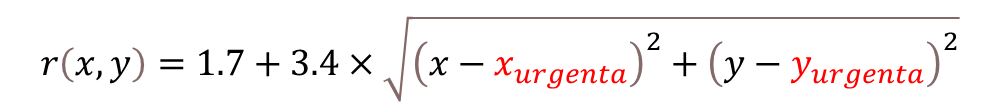 r(x, y) = 1.7 + 3.4 × √((x − x_urgenta)² + (y − y_urgenta)²)